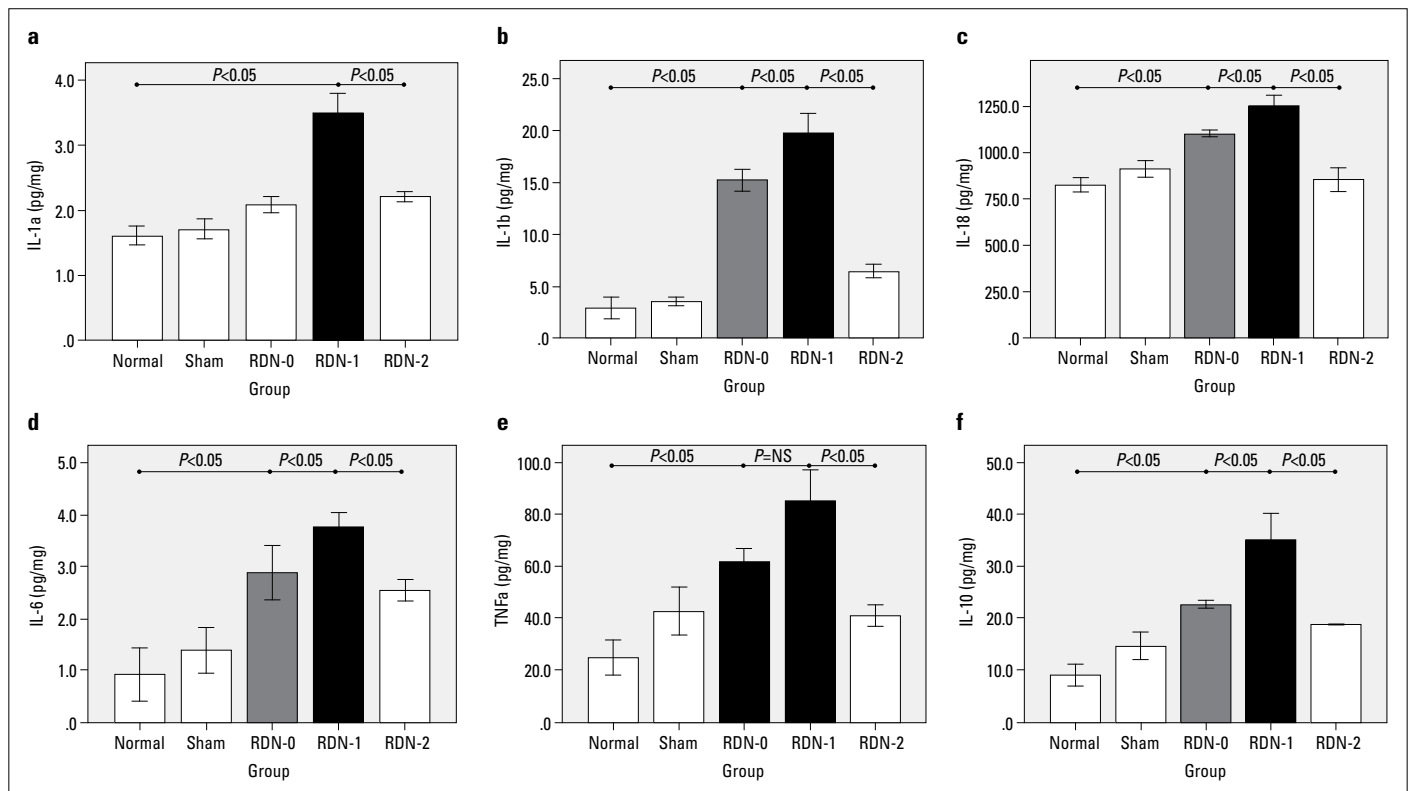 a
P<0.05 P<0.05
4.0
3.0
2.0
1.0
.0
IL-1a (pg/mg)
Normal Sham RDN-0 RDN-1 RDN-2
Group
b
P<0.05 P<0.05 P<0.05
25.0
20.0
15.0
10.0
5.0
.0
IL-1b (pg/mg)
Normal Sham RDN-0 RDN-1 RDN-2
Group
c
P<0.05 P<0.05 P<0.05
1250.0
1000.0
750.0
500.0
250.0
.0
IL-18 (pg/mg)
Normal Sham RDN-0 RDN-1 RDN-2
Group
d
P<0.05 P<0.05 P<0.05
5.0
4.0
3.0
2.0
1.0
.0
IL-6 (pg/mg)
Normal Sham RDN-0 RDN-1 RDN-2
Group
e
P<0.05 P=NS P<0.05
100.0
80.0
60.0
40.0
20.0
.0
TNFa (pg/mg)
Normal Sham RDN-0 RDN-1 RDN-2
Group
f
P<0.05 P<0.05 P<0.05
50.0
40.0
30.0
20.0
10.0
.0
IL-10 (pg/mg)
Normal Sham RDN-0 RDN-1 RDN-2
Group